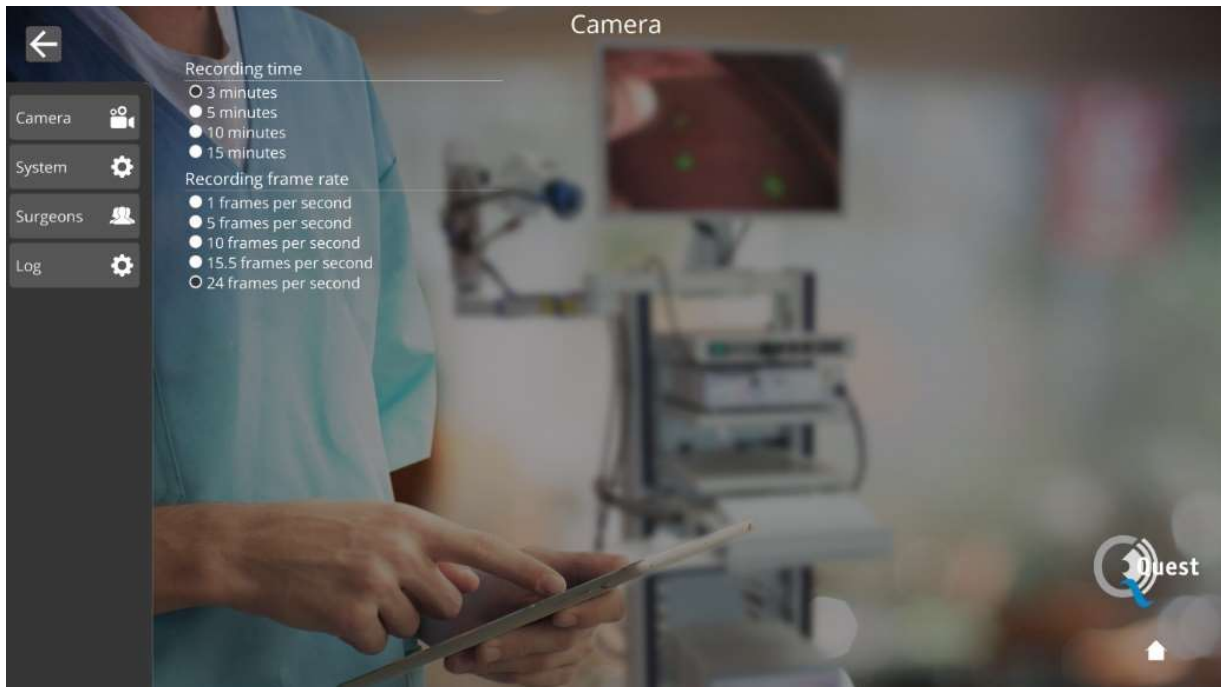 Camera
Camera
System
Surgeons
Log
Recording time
3 minutes
5 minutes
10 minutes
15 minutes
Recording frame rate
1 frames per second
5 frames per second
10 frames per second
15.5 frames per second
24 frames per second
Quest